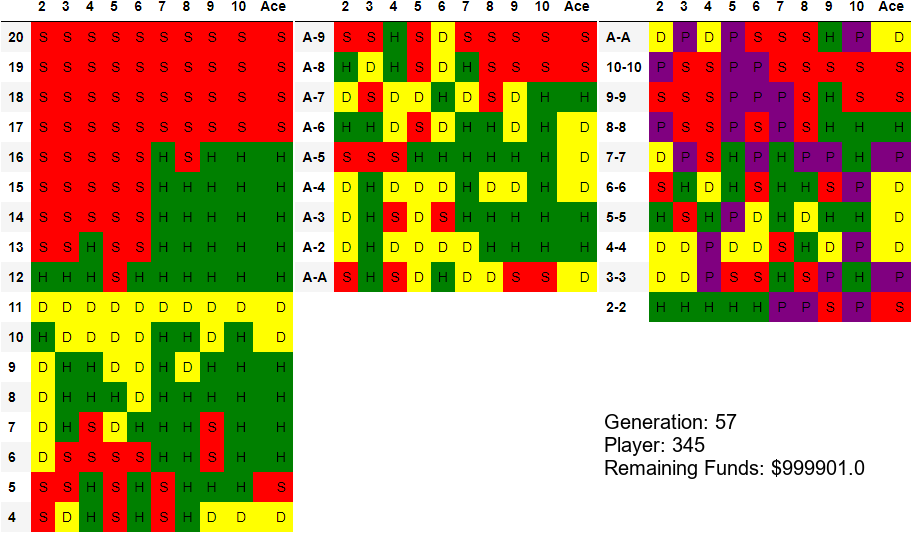 2 3 4 5 6 7 8 9 10 Ace
20 S S S S S S S S S S
19 S S S S S S S S S S
18 S S S S S S S S S S
17 S S S S S S S S S S
16 S S S S S H S H H H
15 S S S S S H H H H H
14 S S S S S H H H H H
13 S S H S S H H H H H
12 H H H S H H H H H H
11 D D D D D D D D D D
10 H D D D D H H D H D
9 D H H D D H D H H H
8 D H H H D H H H H H
7 D H S D H H H S H H
6 D S S S S H H S H H
5 S S H S H S H H H S
4 S D H S H S H D D D
2 3 4 5 6 7 8 9 10 Ace
A-9 S S H S D S S S S S
A-8 H D H S D H S S S S
A-7 D S D D H D S D H H
A-6 H H D S D H H D H D
A-5 S S S H H H H H H D
A-4 D H D D D H D D H D
A-3 D H S D S H H H H H
A-2 D H D D D D H H H H
A-A S H S D H D D S S D
2 3 4 5 6 7 8 9 10 Ace
A-A D P D P S S S H P D
10-10 P S S P P S S S S S
9-9 S S S P P P S H S S
8-8 P S S P S P S H H H
7-7 D P S H P H P P H P
6-6 S H D H S H H S P D
5-5 H S H P D H D H H D
4-4 D D P D D S H D P D
3-3 D D P S S H S P H P
2-2 H H H H H P P S P S
Generation: 57
Player: 345
Remaining Funds: $999901.0